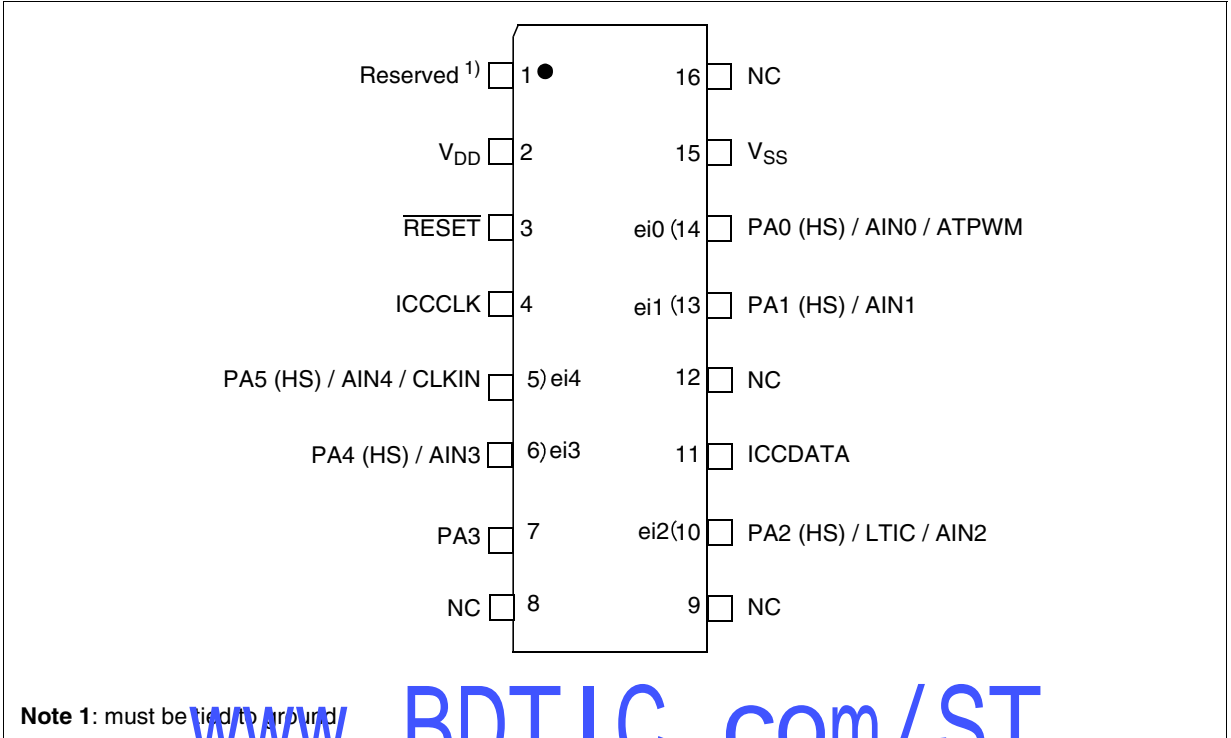 Reserved 1) 1 16 NC
VDD 2 15 VSS
RESET 3 ei0 (14 PA0 (HS) / AIN0 / ATPWM
ICCCLK 4 ei1 (13 PA1 (HS) / AIN1
PA5 (HS) / AIN4 / CLKIN 5) ei4 12 NC
PA4 (HS) / AIN3 6) ei3 11 ICCDATA
PA3 7 ei2(10 PA2 (HS) / LTIC / AIN2
NC 8 9 NC
Note 1: must be tied to ground
www.BDTIC.com/ST